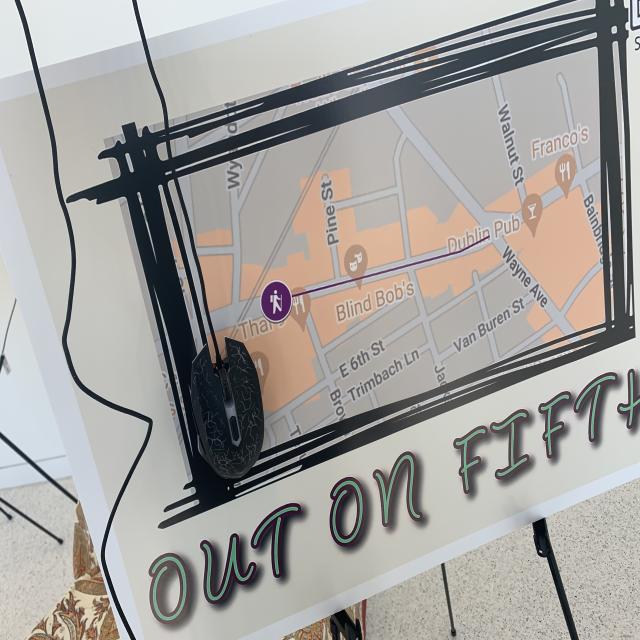 Walnut St
Franco's
Pine St
Dublin Pub
Blind Bob's
Wayne Ave
E 6th St
Van Buren St
Trimbach Ln
OUT ON FIFTH